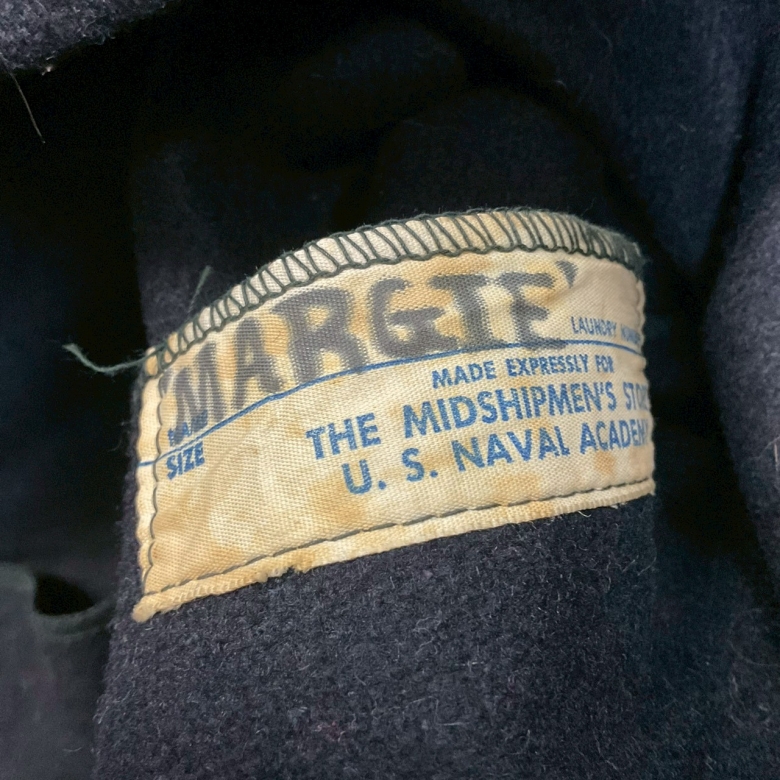 'MARGIE'
LAUNDRY
MADE EXPRESSLY FOR
THE MIDSHIPMEN'S
SIZE
U. S. NAVAL